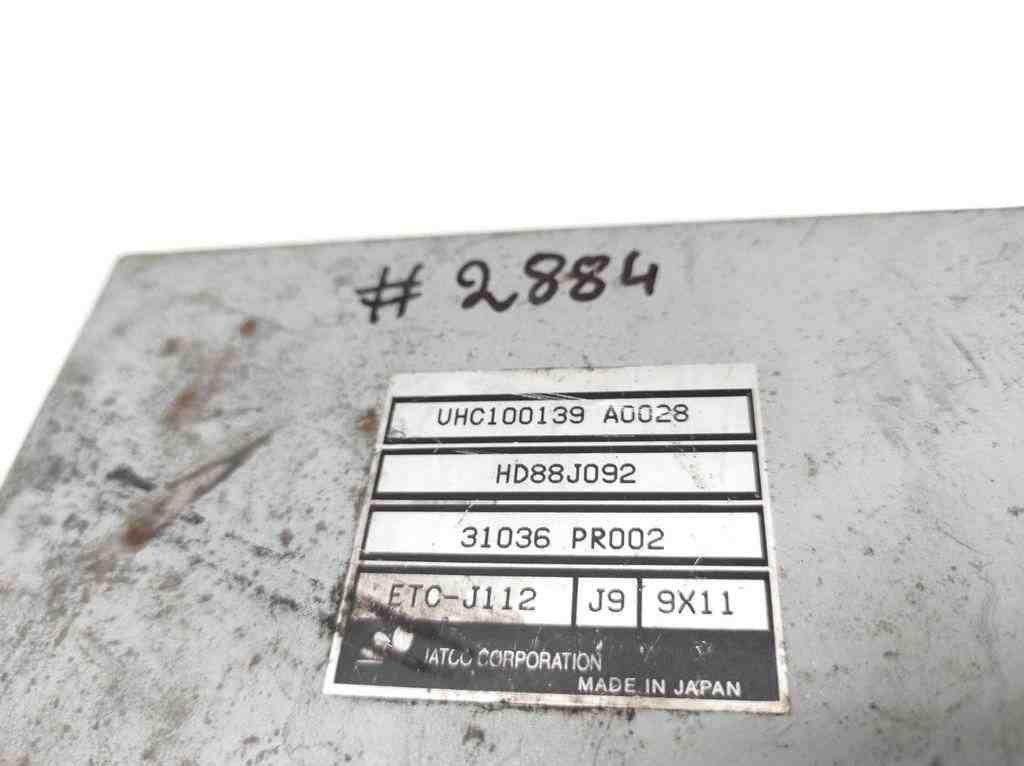 # 2884
UHC100139 A0028
HD88J092
31036 PR002
ETC-J112 J9 9X11
JATCO CORPORATION
MADE IN JAPAN